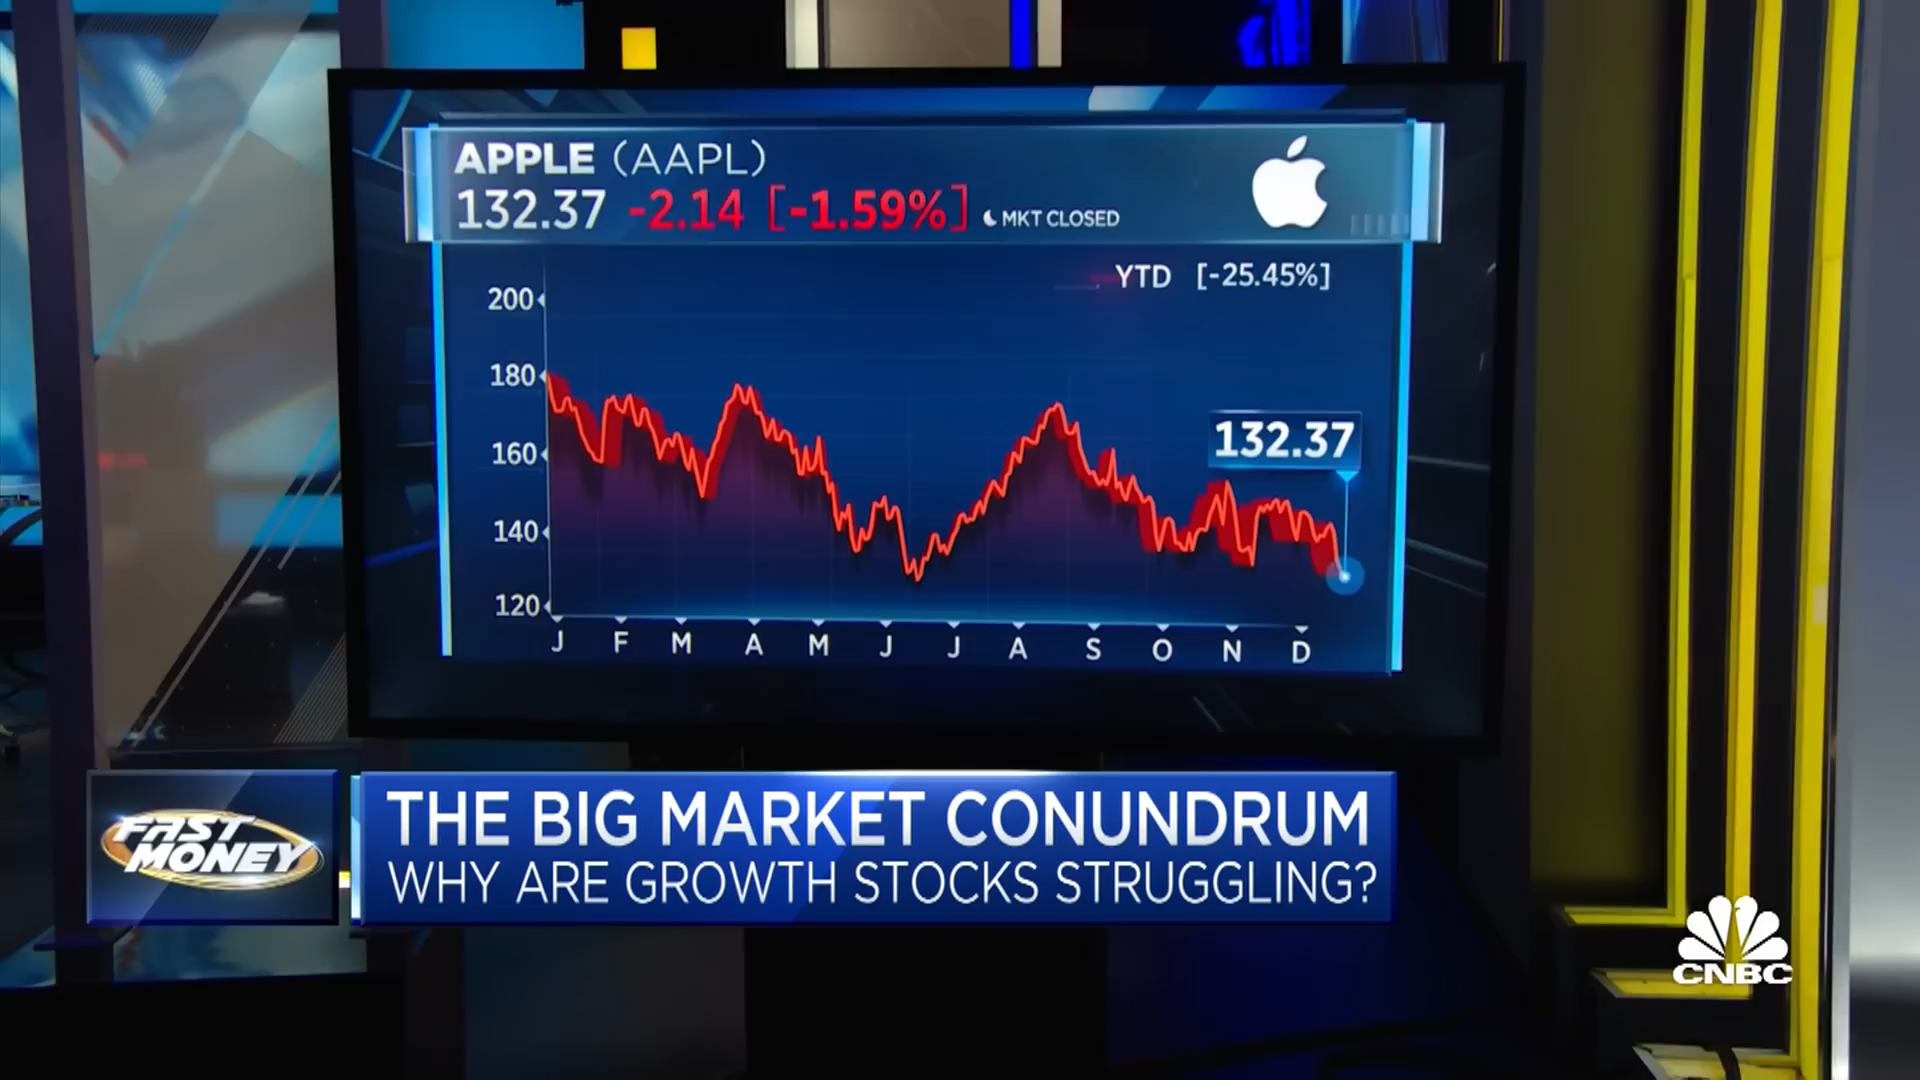 APPLE (AAPL)
132.37 -2.14 [-1.59%] MKT CLOSED
YTD [-25.45%]
200
180
160
140
120
132.37
J F M A M J J A S O N D
FAST MONEY
THE BIG MARKET CONUNDRUM
WHY ARE GROWTH STOCKS STRUGGLING?
CNBC